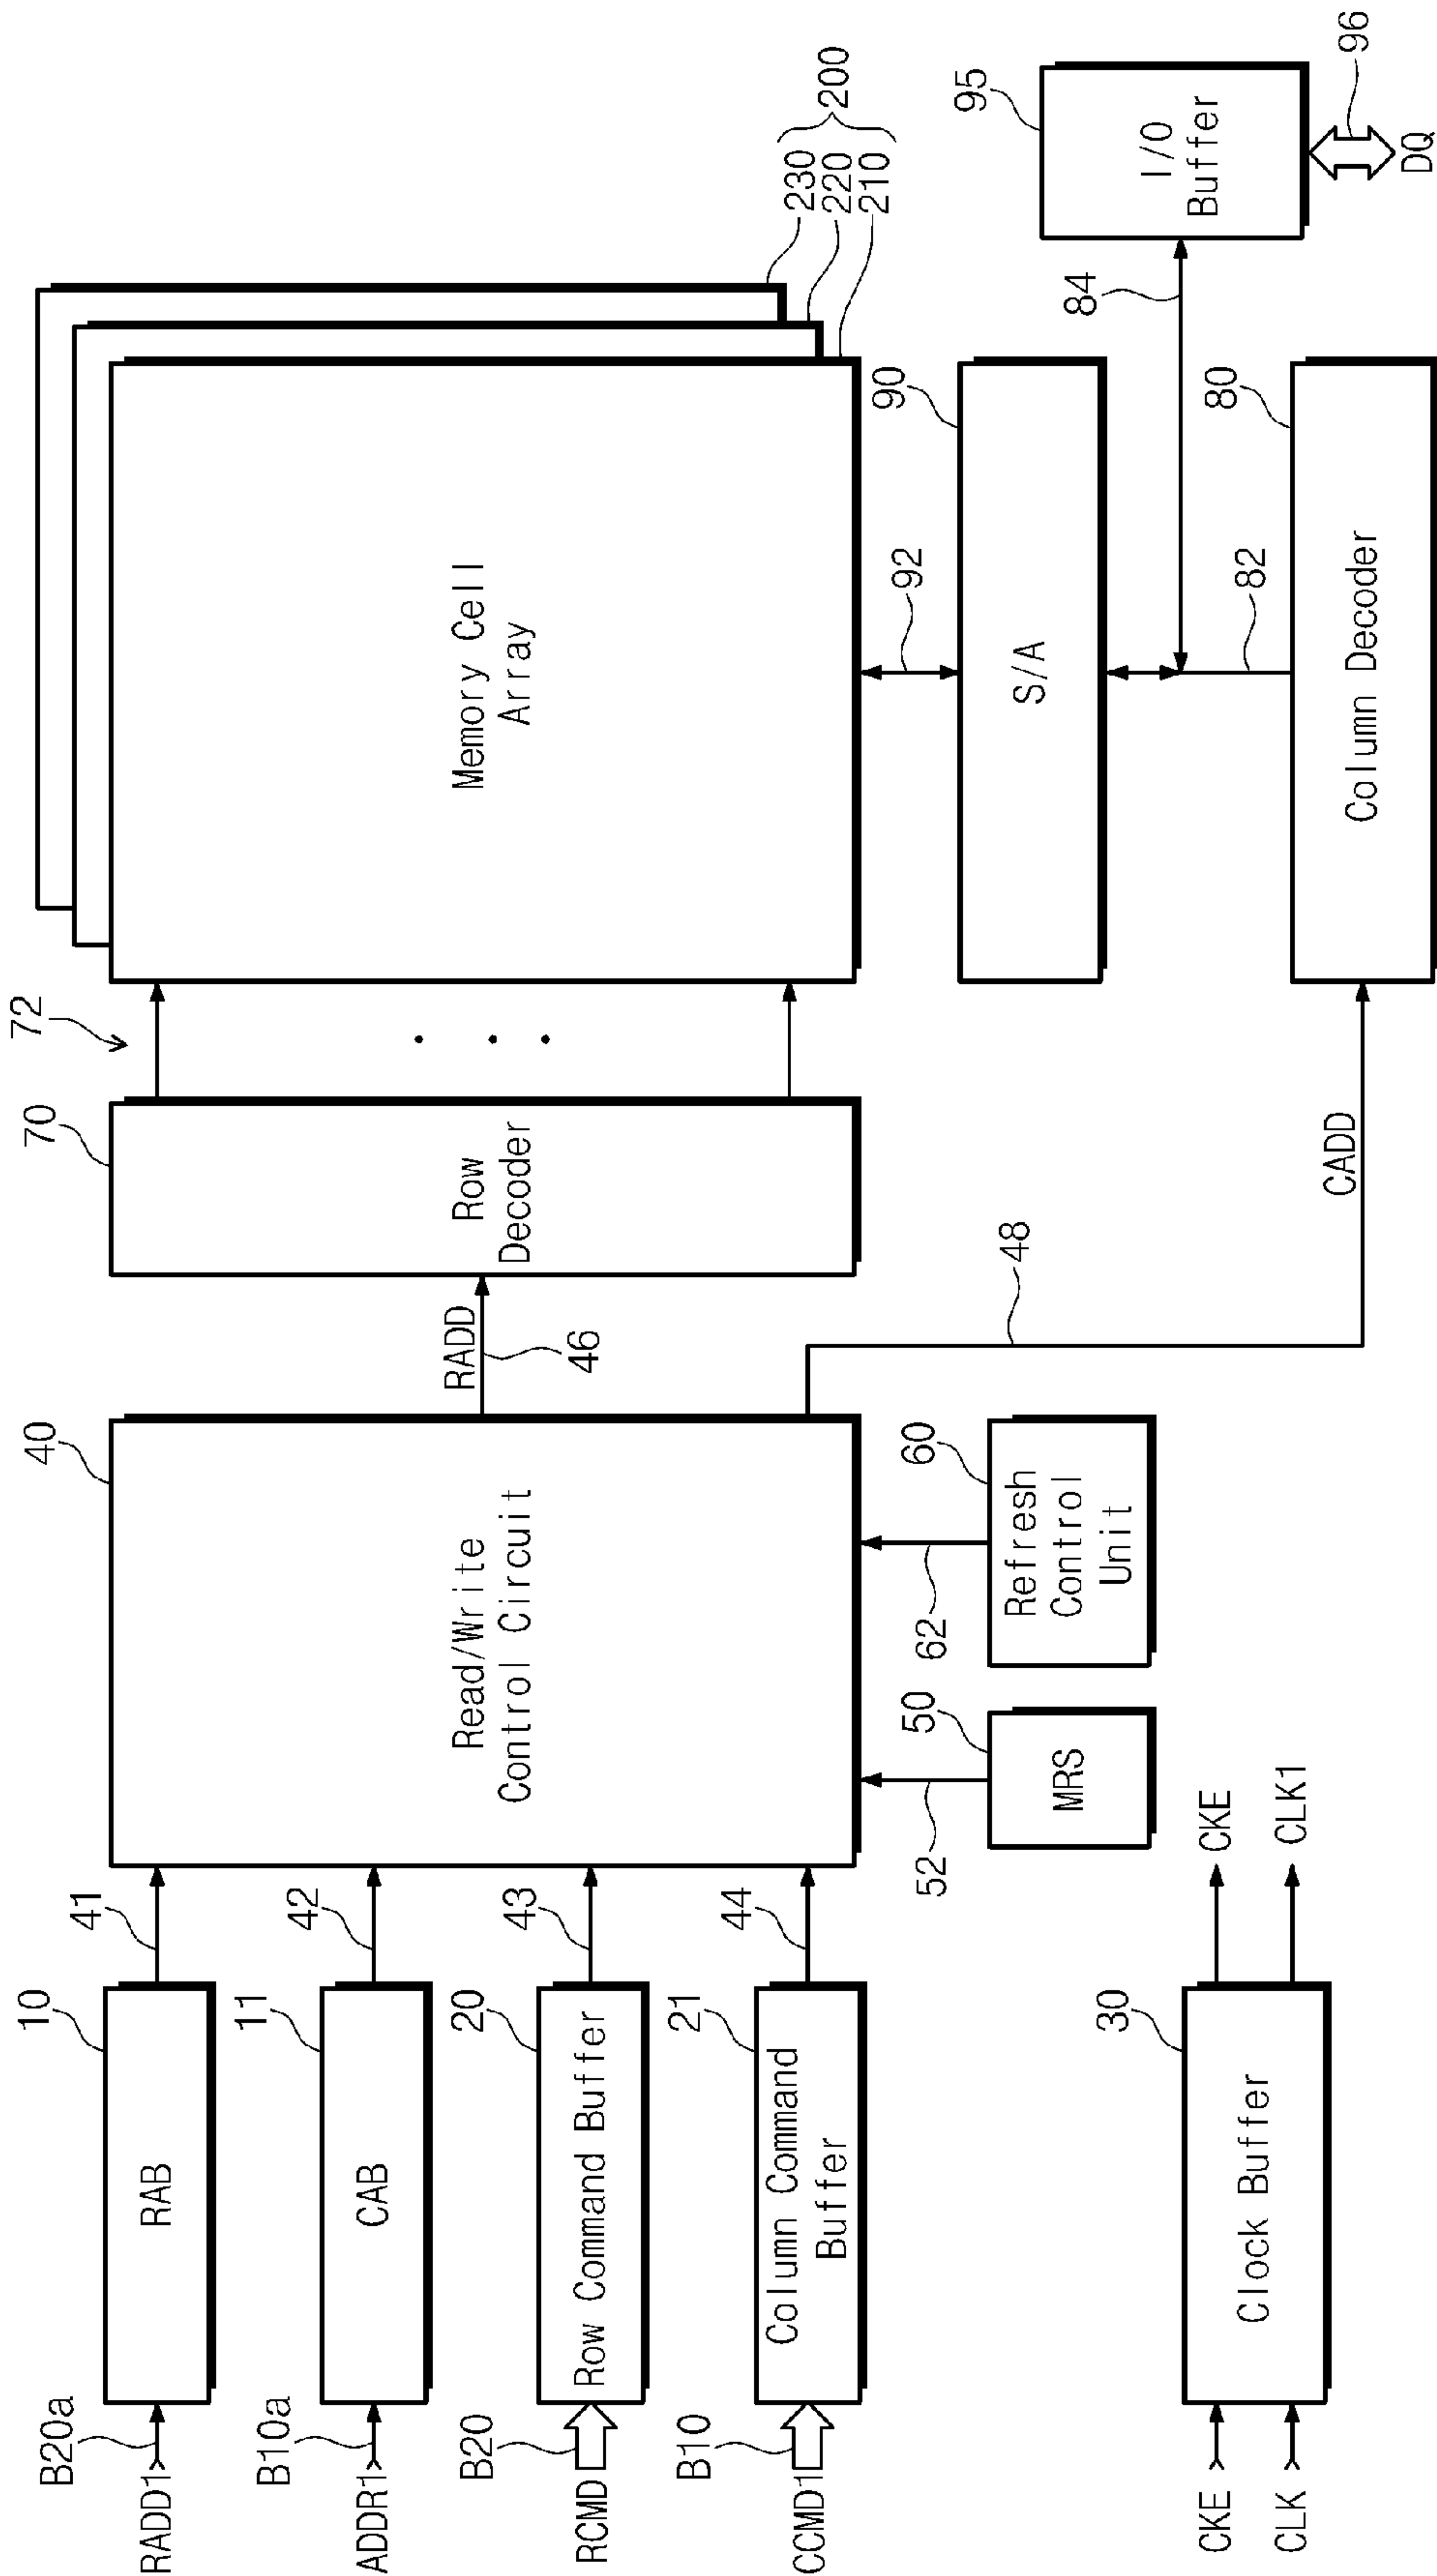 RADD1
B20a
10
RAB
41
ADDR1
B10a
11
CAB
42
RCMD
B20
20
Row Command Buffer
43
CCMD1
B10
21
Column Command
Buffer
44
40
Read/Write
Control Circuit
RADD
46
70
Row
Decoder
72
Memory Cell
Array
230
220
210
200
52
50
MRS
62
60
Refresh
Control
Unit
48
CADD
92
90
S/A
84
82
80
Column Decoder
95
I/O
Buffer
96
DQ
CKE
CLK
30
Clock Buffer
CKE
CLK1